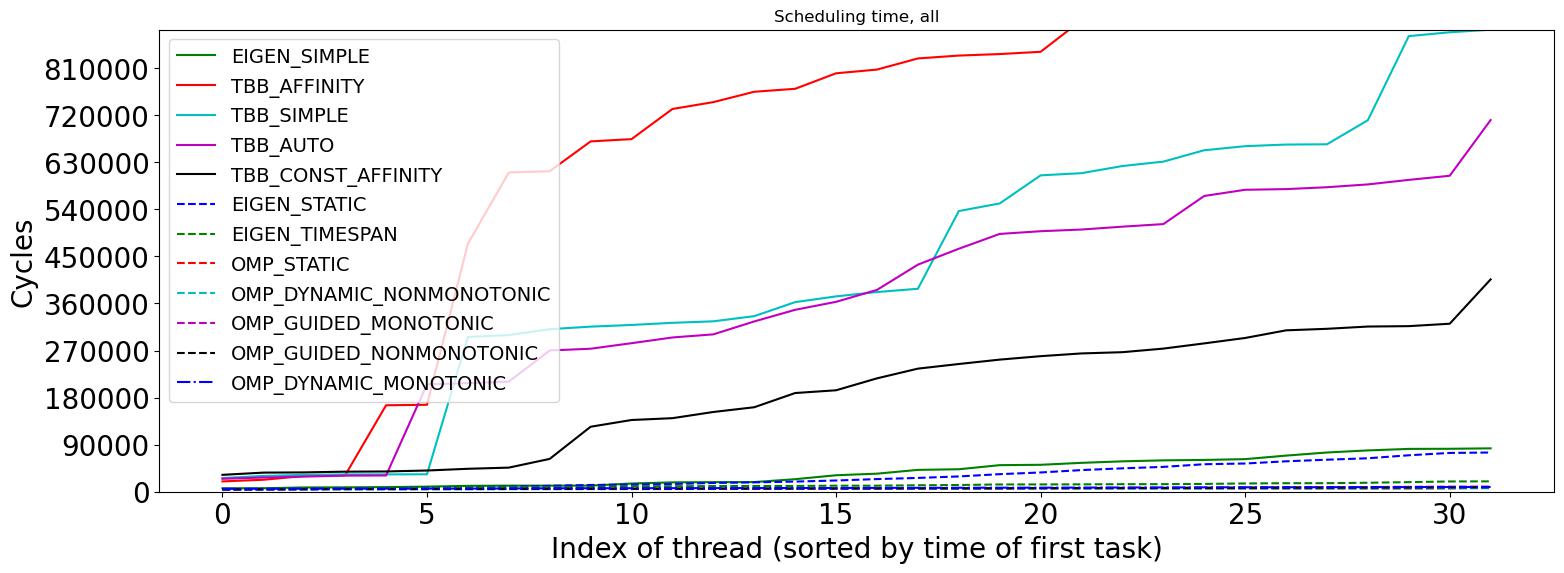 Scheduling time, all
EIGEN_SIMPLE
TBB_AFFINITY
TBB_SIMPLE
TBB_AUTO
TBB_CONST_AFFINITY
EIGEN_STATIC
EIGEN_TIMESPAN
OMP_STATIC
OMP_DYNAMIC_NONMONOTONIC
OMP_GUIDED_MONOTONIC
OMP_GUIDED_NONMONOTONIC
OMP_DYNAMIC_MONOTONIC
Cycles
810000
720000
630000
540000
450000
360000
270000
180000
90000
0
0 5 10 15 20 25 30
Index of thread (sorted by time of first task)